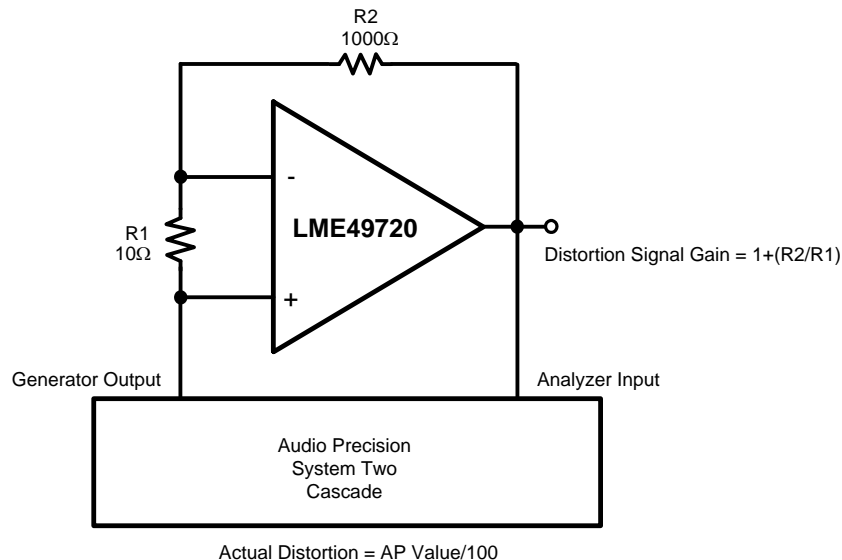 R2
1000Ω
-
R1
10Ω
LME49720
+
Distortion Signal Gain = 1+(R2/R1)
Generator Output
Analyzer Input
Audio Precision
System Two
Cascade
Actual Distortion = AP Value/100